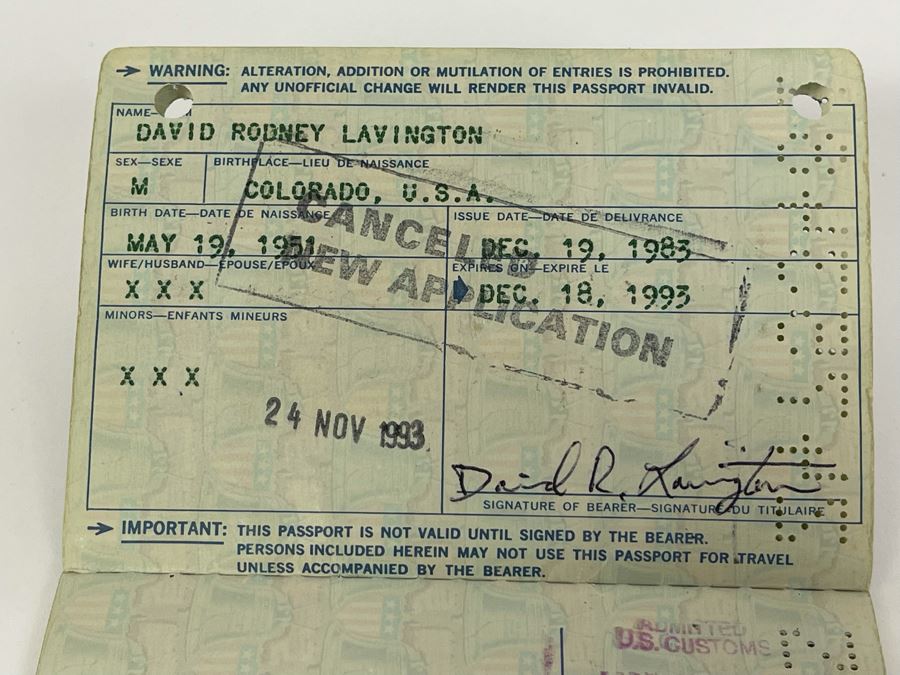 WARNING: ALTERATION, ADDITION OR MUTILATION OF ENTRIES IS PROHIBITED.
ANY UNOFFICIAL CHANGE WILL RENDER THIS PASSPORT INVALID.
NAME—
DAVID RODNEY LAVINGTON
SEX—SEXE BIRTHPLACE—LIEU DE NAISSANCE
M COLORADO, U.S.A.
BIRTH DATE—DATE DE NAISSANCE ISSUE DATE—DATE DE DELIVRANCE
MAY 19, 1951 DEC. 19, 1983
WIFE/HUSBAND—EPOUSE/EPOUX EXPIRES ON—EXPIRE LE
X X X DEC. 18, 1993
CANCELED
NEW APPLICATION
MINORS—ENFANTS MINEURS
X X X
24 NOV 1993
David R. Lavington
SIGNATURE OF BEARER—SIGNATURE DU TITULAIRE
IMPORTANT: THIS PASSPORT IS NOT VALID UNTIL SIGNED BY THE BEARER.
PERSONS INCLUDED HEREIN MAY NOT USE THIS PASSPORT FOR TRAVEL
UNLESS ACCOMPANIED BY THE BEARER.
ADMITTED
U.S. CUSTOMS